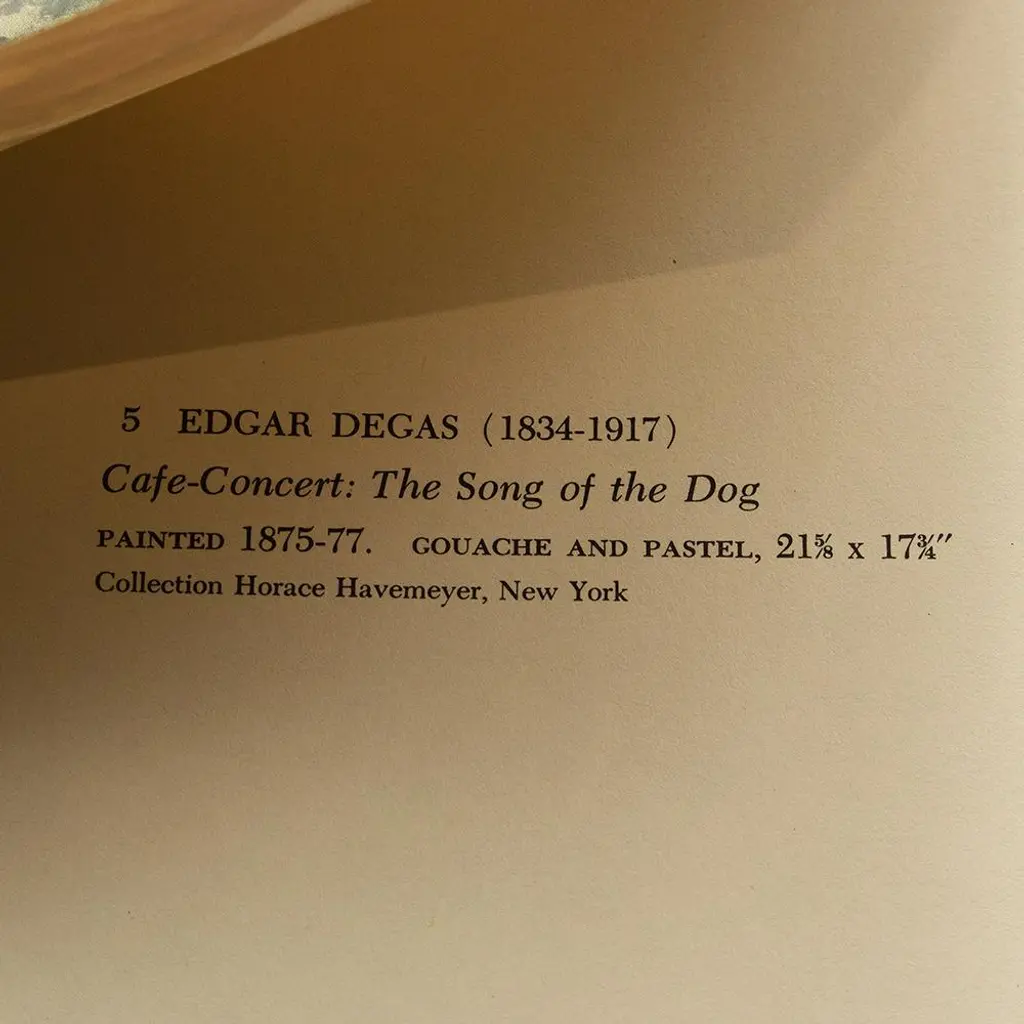 5 EDGAR DEGAS (1834-1917)
Cafe-Concert: The Song of the Dog
PAINTED 1875-77. GOUACHE AND PASTEL, 21⅝ x 17¾"
Collection Horace Havemeyer, New York